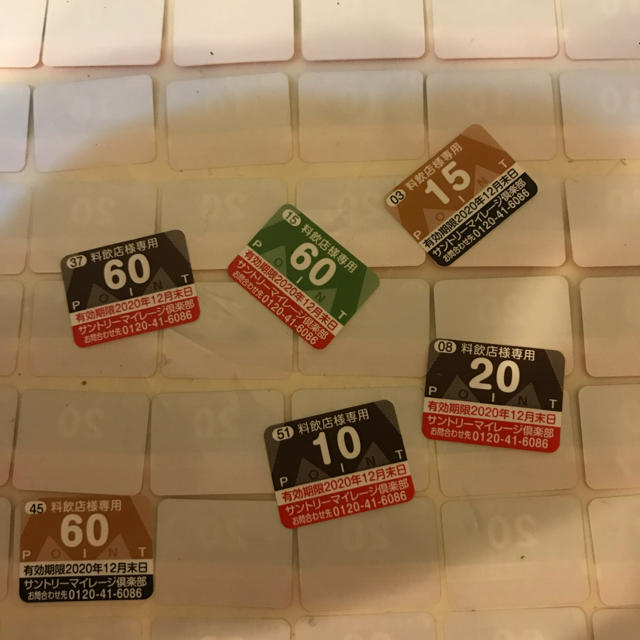 03 料飲店様専用
15
POINT
有効期限2020年12月末日
サントリーマイレージ倶楽部
お問合わせ先0120-41-6086
15 料飲店様専用
60
POINT
有効期限2020年12月末日
サントリーマイレージ倶楽部
お問合わせ先0120-41-6086
37 料飲店様専用
60
POINT
有効期限2020年12月末日
サントリーマイレージ倶楽部
お問合わせ先0120-41-6086
08 料飲店様専用
20
POINT
有効期限2020年12月末日
サントリーマイレージ倶楽部
お問合わせ先0120-41-6086
51 料飲店様専用
10
POINT
有効期限2020年12月末日
サントリーマイレージ倶楽部
お問合わせ先0120-41-6086
45 料飲店様専用
60
POINT
有効期限2020年12月末日
サントリーマイレージ倶楽部
お問合わせ先0120-41-6086